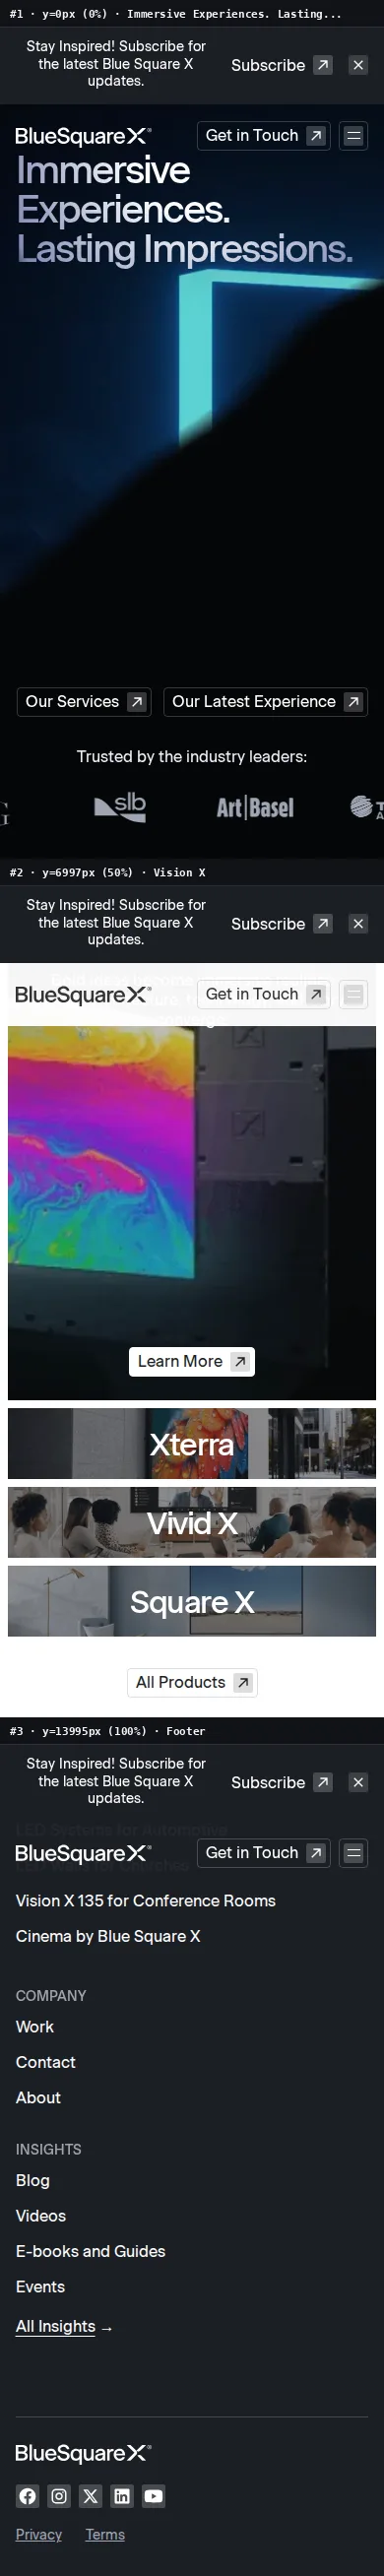 #1 · y=0px (0%) · Immersive Experiences. Lasting...
Stay Inspired! Subscribe for
the latest Blue Square X
updates.
Subscribe
BlueSquareX®
Get in Touch
Immersive
Experiences.
Lasting Impressions.
Our Services
Our Latest Experience
Trusted by the industry leaders:
G
slb
Art|Basel
#2 · y=6997px (50%) · Vision X
Stay Inspired! Subscribe for
the latest Blue Square X
updates.
Subscribe
BlueSquareX®
Get in Touch
Learn More
Xterra
Vivid X
Square X
All Products
#3 · y=13995px (100%) · Footer
Stay Inspired! Subscribe for
the latest Blue Square X
updates.
Subscribe
LED Systems for Automotive
BlueSquareX®
Get in Touch
Vision X 135 for Conference Rooms
Cinema by Blue Square X
COMPANY
Work
Contact
About
INSIGHTS
Blog
Videos
E-books and Guides
Events
All Insights →
BlueSquareX®
Privacy
Terms